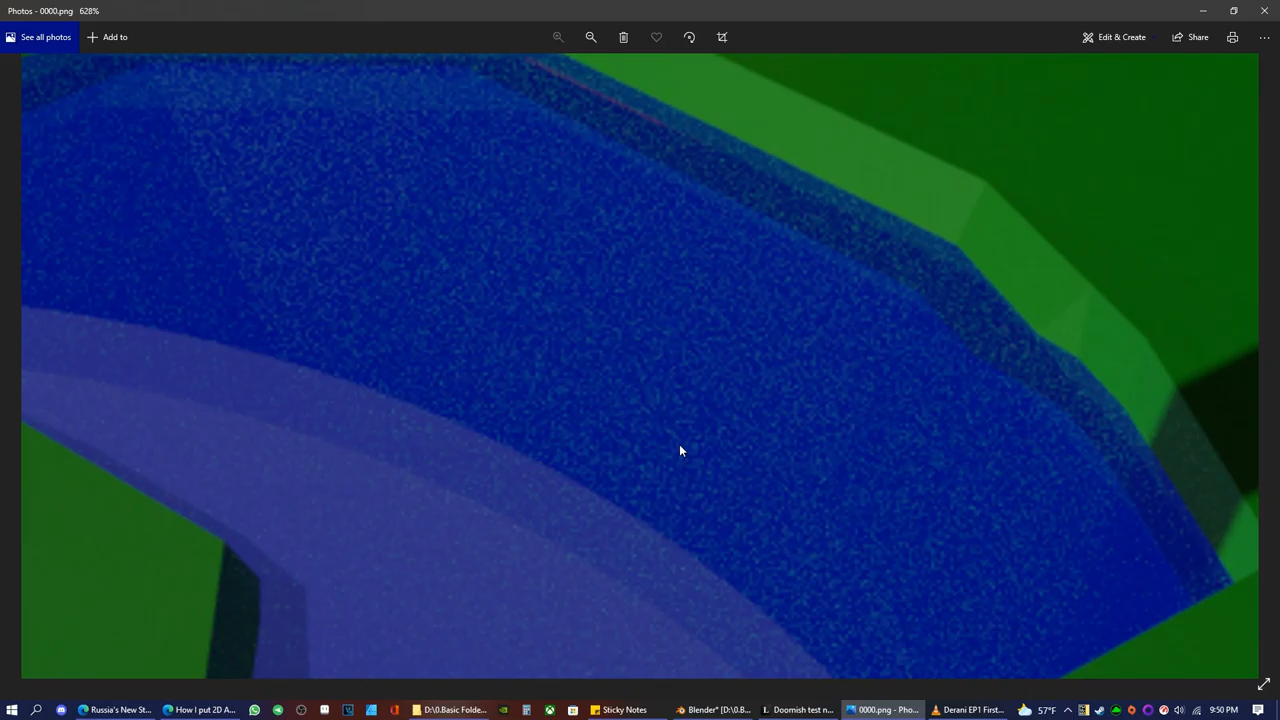 Photos - 0000.png 628%
See all photos
Add to
Edit & Create
Share
Russia's New St...
How I put 2D A...
D:\0.Basic Folde...
Sticky Notes
Blender* [D:\0.B...
Doomish test n...
0000.png - Pho...
Derani EP1 First...
57°F
9:50 PM